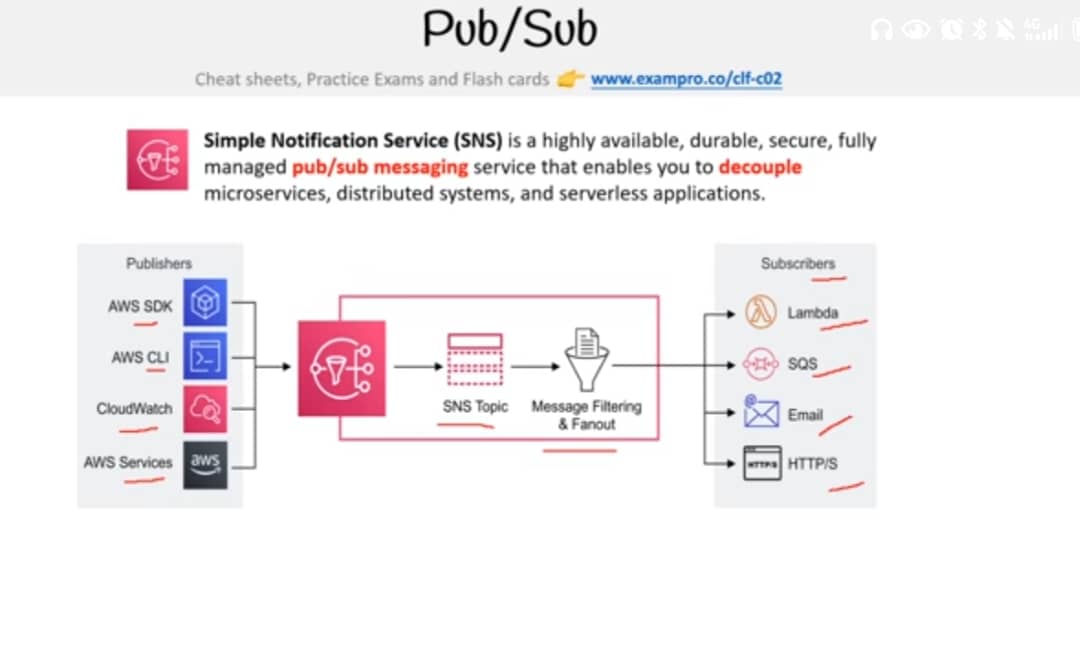 Pub/Sub
4G
Cheat sheets, Practice Exams and Flash cards 👉 www.exampro.co/clf-c02
Simple Notification Service (SNS) is a highly available, durable, secure, fully
managed pub/sub messaging service that enables you to decouple
microservices, distributed systems, and serverless applications.
Publishers
AWS SDK
AWS CLI
CloudWatch
AWS Services
aws
SNS Topic
Message Filtering
& Fanout
Subscribers
Lambda
SQS
Email
HTTP/S
HTTP/S